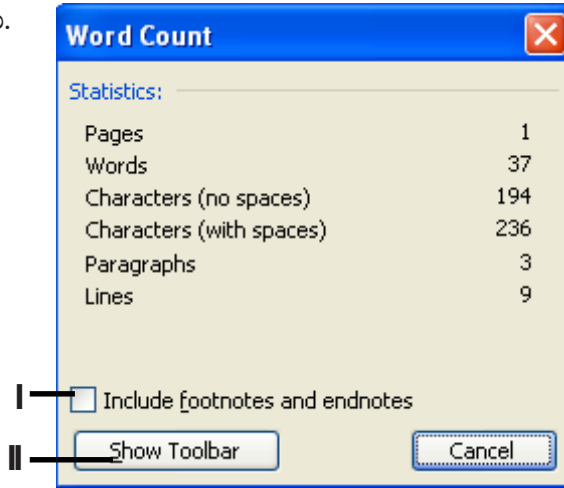 o.
Word Count
Statistics:
Pages 1
Words 37
Characters (no spaces) 194
Characters (with spaces) 236
Paragraphs 3
Lines 9
I Include footnotes and endnotes
II Show Toolbar Cancel